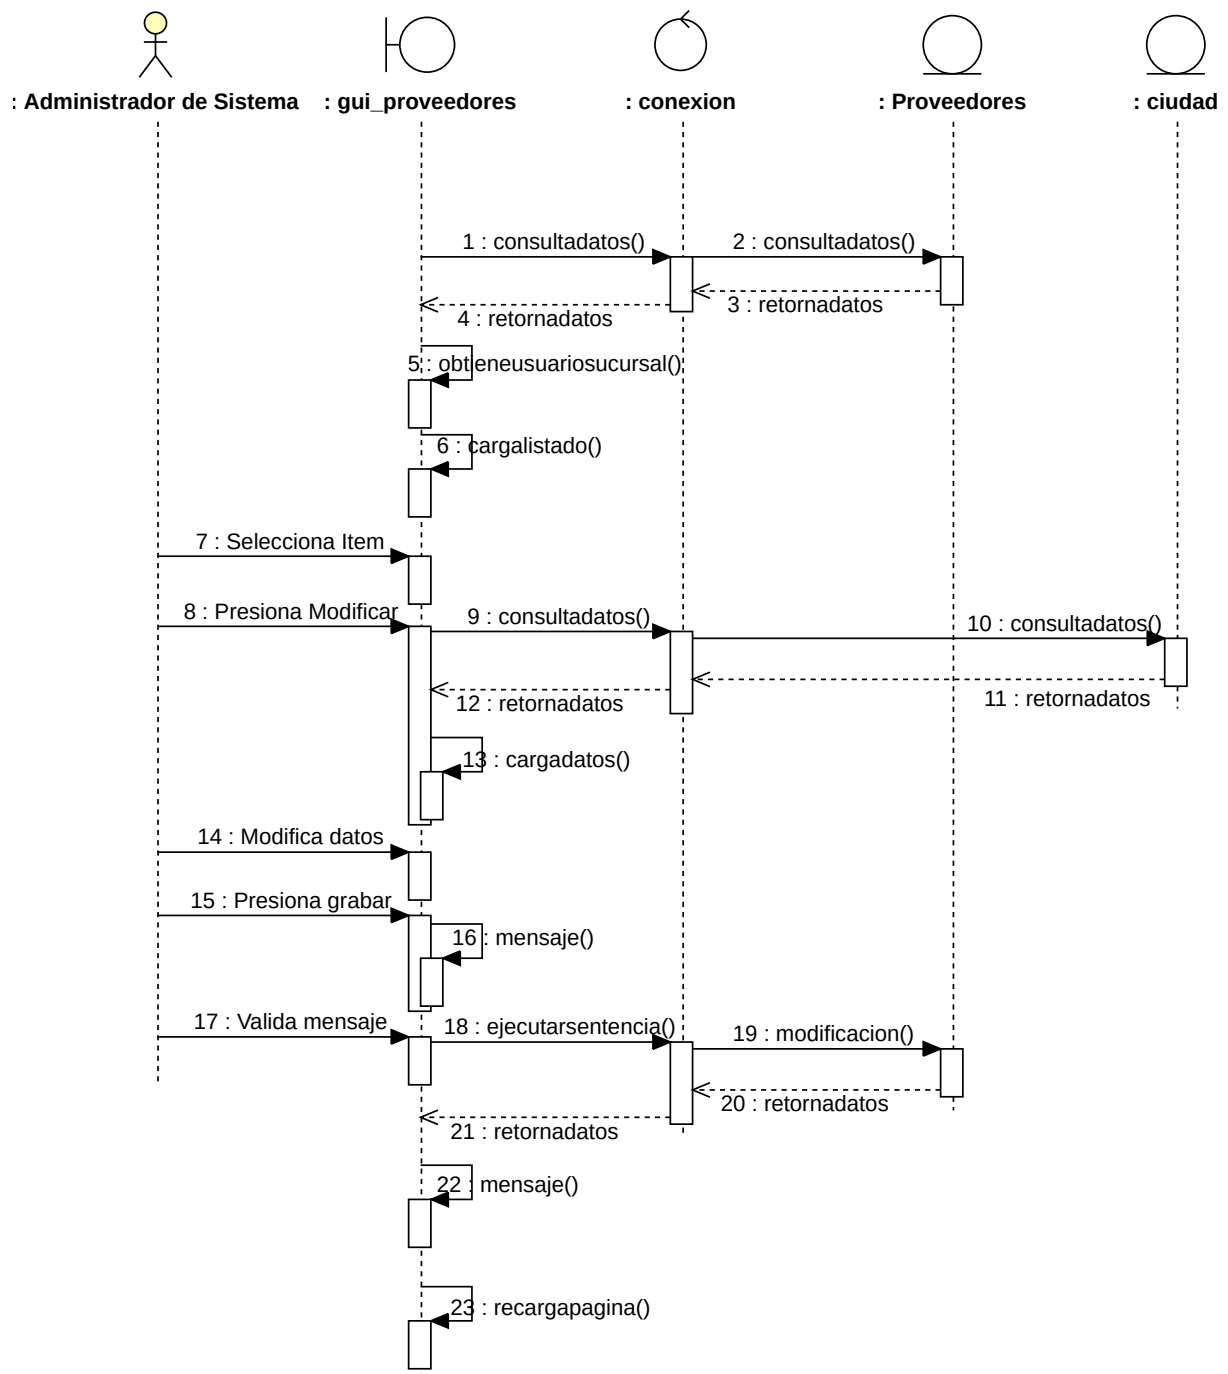 : Administrador de Sistema
: gui_proveedores
: conexion
: Proveedores
: ciudad
1 : consultadatos()
2 : consultadatos()
3 : retornadatos
4 : retornadatos
5 : obtieneusuariosucursal()
6 : cargalistado()
7 : Selecciona Item
8 : Presiona Modificar
9 : consultadatos()
10 : consultadatos()
11 : retornadatos
12 : retornadatos
13 : cargadatos()
14 : Modifica datos
15 : Presiona grabar
16 : mensaje()
17 : Valida mensaje
18 : ejecutarsentencia()
19 : modificacion()
20 : retornadatos
21 : retornadatos
22 : mensaje()
23 : recargapagina()